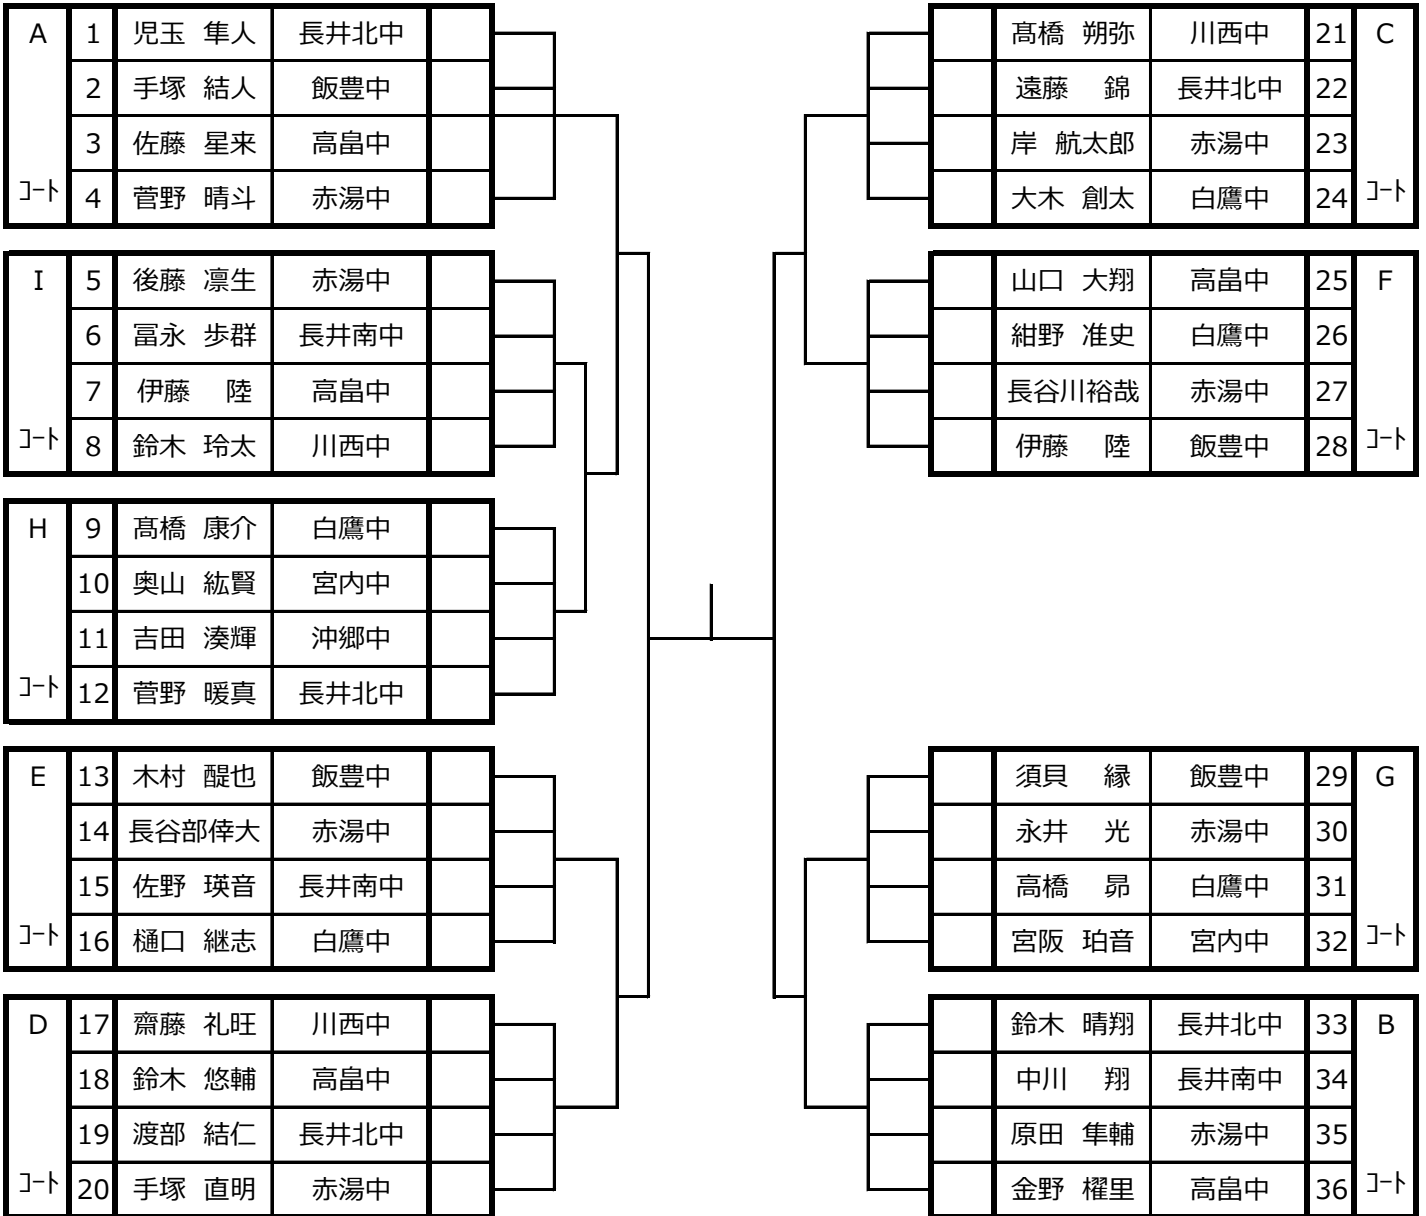 A 1 児玉 隼人 長井北中
2 手塚 結人 飯豊中
3 佐藤 星来 高畠中
ｺｰﾄ 4 菅野 晴斗 赤湯中
I 5 後藤 凛生 赤湯中
6 冨永 歩群 長井南中
7 伊藤 陸 高畠中
ｺｰﾄ 8 鈴木 玲太 川西中
H 9 髙橋 康介 白鷹中
10 奥山 紘賢 宮内中
11 吉田 湊輝 沖郷中
ｺｰﾄ 12 菅野 暖真 長井北中
E 13 木村 醍也 飯豊中
14 長谷部倖大 赤湯中
15 佐野 瑛音 長井南中
ｺｰﾄ 16 樋口 継志 白鷹中
D 17 齋藤 礼旺 川西中
18 鈴木 悠輔 高畠中
19 渡部 結仁 長井北中
ｺｰﾄ 20 手塚 直明 赤湯中
髙橋 朔弥 川西中 21 C
遠藤 錦 長井北中 22
岸 航太郎 赤湯中 23
大木 創太 白鷹中 24 ｺｰﾄ
山口 大翔 高畠中 25 F
紺野 准史 白鷹中 26
長谷川裕哉 赤湯中 27
伊藤 陸 飯豊中 28 ｺｰﾄ
須貝 縁 飯豊中 29 G
永井 光 赤湯中 30
高橋 昴 白鷹中 31
宮阪 珀音 宮内中 32 ｺｰﾄ
鈴木 晴翔 長井北中 33 B
中川 翔 長井南中 34
原田 隼輔 赤湯中 35
金野 櫂里 高畠中 36 ｺｰﾄ